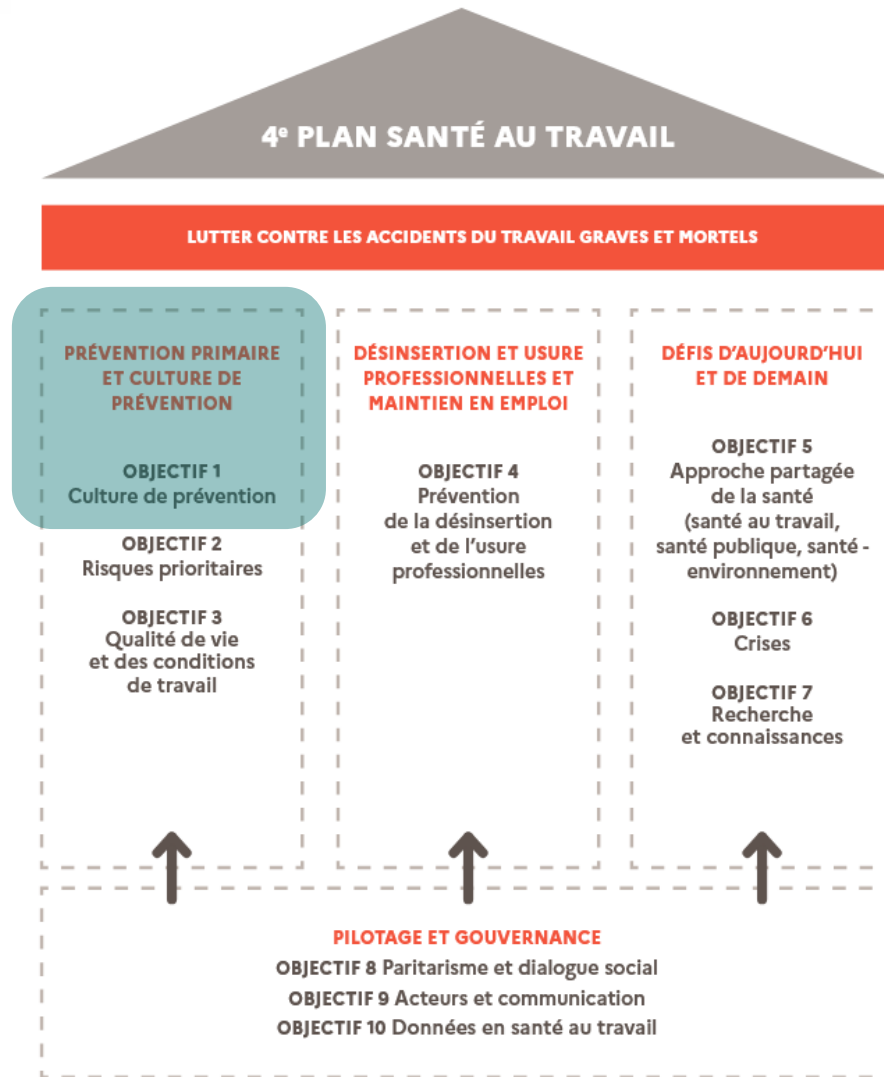 4e PLAN SANTÉ AU TRAVAIL
LUTTER CONTRE LES ACCIDENTS DU TRAVAIL GRAVES ET MORTELS
PRÉVENTION PRIMAIRE
ET CULTURE DE
PRÉVENTION
OBJECTIF 1
Culture de prévention
OBJECTIF 2
Risques prioritaires
OBJECTIF 3
Qualité de vie
et des conditions
de travail
DÉSINSERTION ET USURE
PROFESSIONNELLES ET
MAINTIEN EN EMPLOI
OBJECTIF 4
Prévention
de la désinsertion
et de l'usure
professionnelles
DÉFIS D'AUJOURD'HUI
ET DE DEMAIN
OBJECTIF 5
Approche partagée
de la santé
(santé au travail,
santé publique, santé -
environnement)
OBJECTIF 6
Crises
OBJECTIF 7
Recherche
et connaissances
PILOTAGE ET GOUVERNANCE
OBJECTIF 8 Paritarisme et dialogue social
OBJECTIF 9 Acteurs et communication
OBJECTIF 10 Données en santé au travail